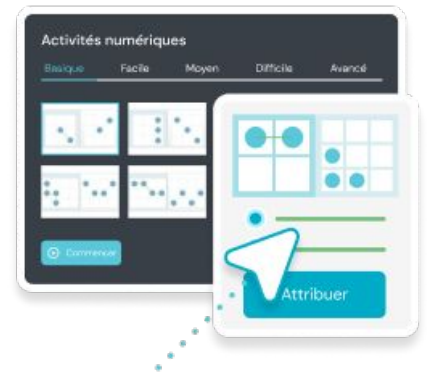 Activités numériques
Basique Facile Moyen Difficile Avancé
Commencer
Attribuer